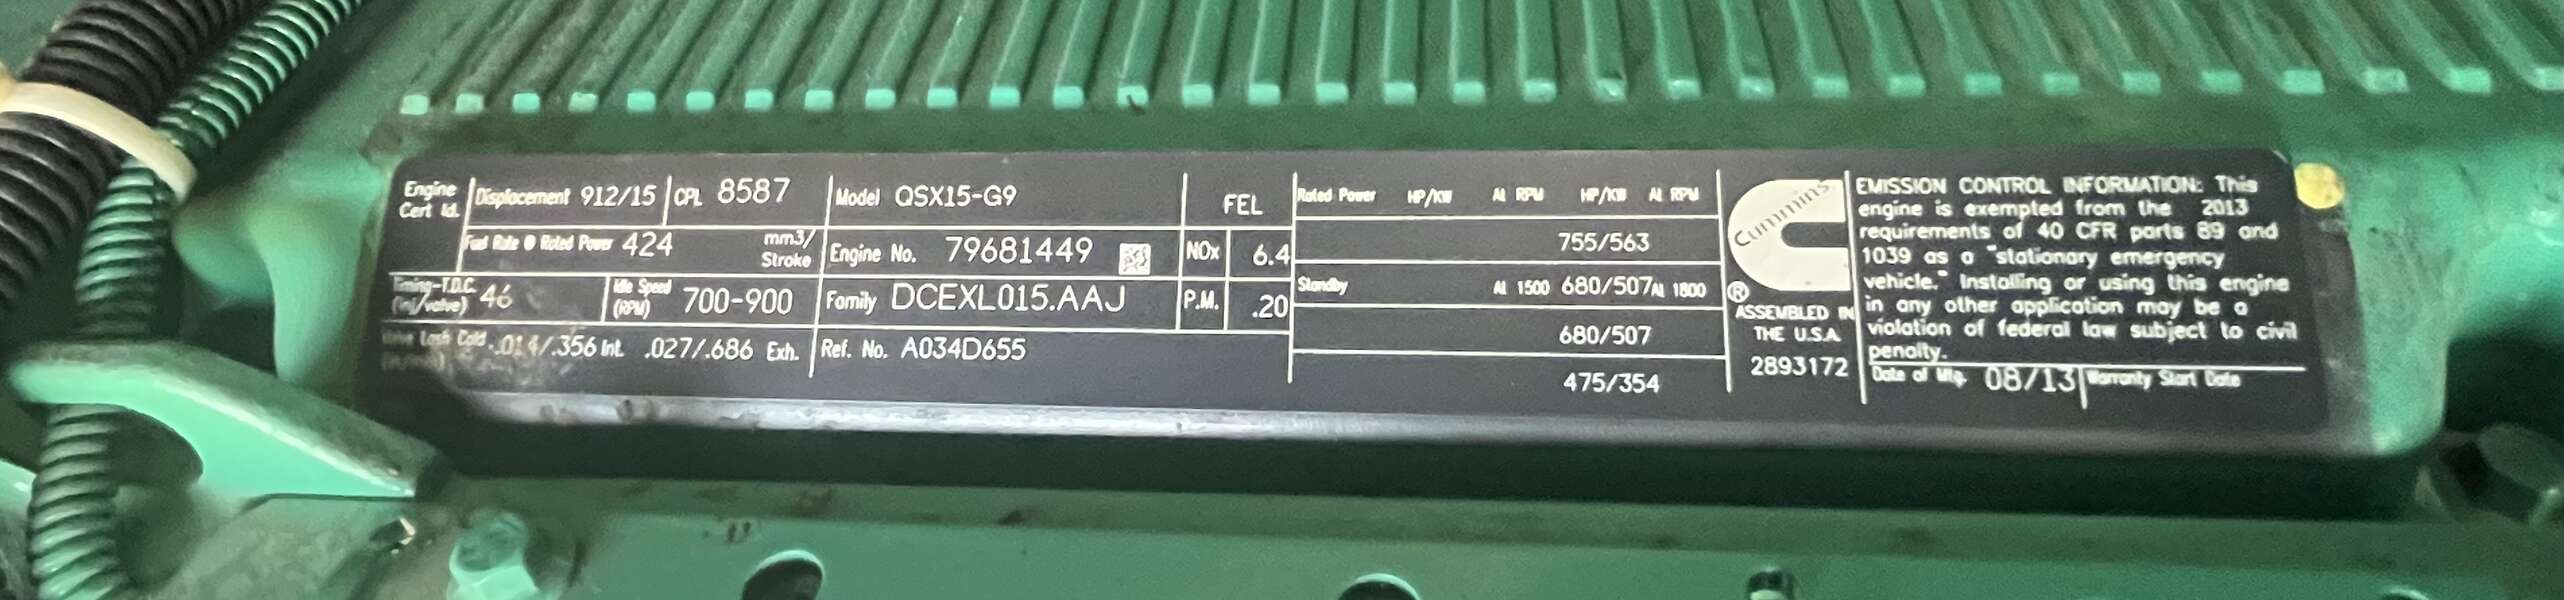 Engine Cert Id. Displacement 912/15 CPL 8587 Model QSX15-G9 FEL
Fuel Rate @ Rated Power 424 mm3/Stroke Engine No. 79681449 NOx 6.4
Timing-T.D.C. (inj/valve) 46 Idle Speed (RPM) 700-900 Family DCEXL015.AAJ P.M. .20
Valve Lash Cold .014/.356 Int. .027/.686 Exh. Ref. No. A034D655
Rated Power HP/KW At RPM HP/KW At RPM
755/563
Standby At 1500 680/507 At 1800
680/507
475/354
Cummins
®
ASSEMBLED IN
THE U.S.A.
2893172
EMISSION CONTROL INFORMATION: This
engine is exempted from the 2013
requirements of 40 CFR parts 89 and
1039 as a "stationary emergency
vehicle." Installing or using this engine
in any other application may be a
violation of federal law subject to civil
penalty.
Date of Mfg. 08/13 Warranty Start Date